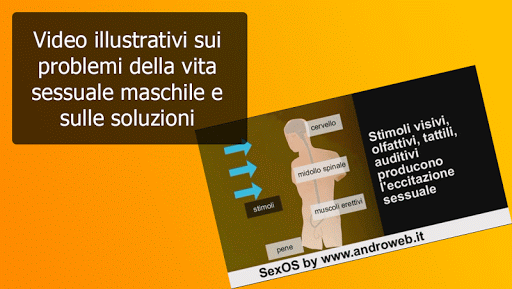 Video illustrativi sui
problemi della vita
sessuale maschile e
sulle soluzioni
cervello
midollo spinale
stimoli
muscoli erettivi
pene
Stimoli visivi,
olfattivi, tattili,
auditivi
producono
l'eccitazione
sessuale
SexOS by www.androweb.it